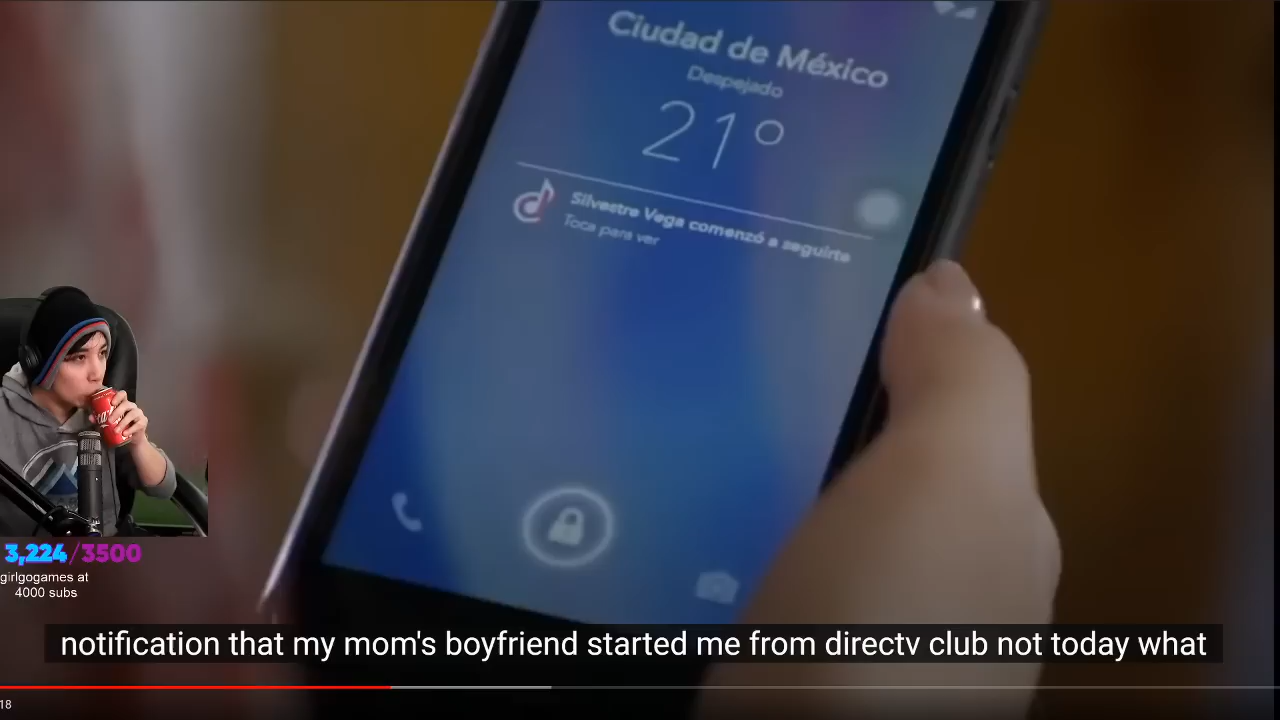 Ciudad de México
Despejado
21°
Silvestre Vega comenzó a seguirte
Toca para ver
3,224/3500
girlgogames at
4000 subs
notification that my mom's boyfriend started me from directv club not today what
18